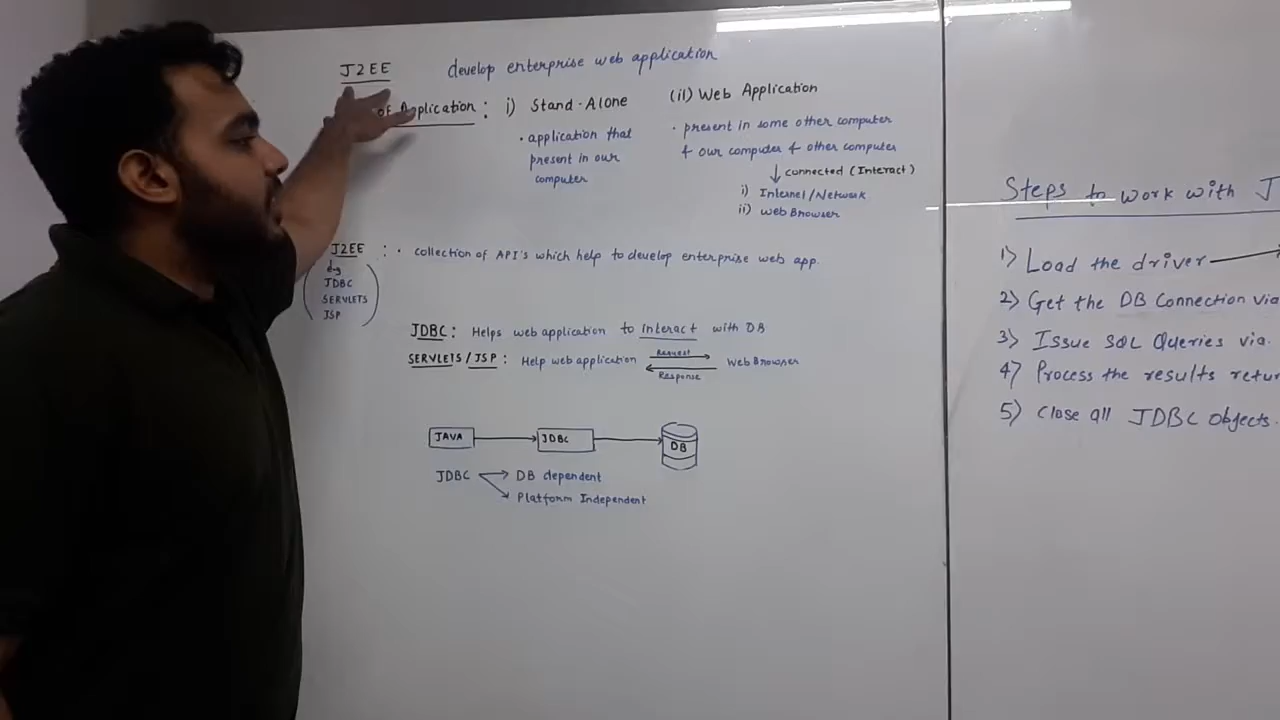 J2EE develop enterprise web application
of Application : i) Stand-Alone
• application that
present in our
computer
(ii) Web Application
• present in some other computer
& our computer & other computer
connected (Interact)
i) Internet/Network
ii) WebBrowser
J2EE : • collection of API's which help to develop enterprise web app.
JDBC
SERVLETS
JSP
JDBC : Helps web application to interact with DB
SERVLETS / JSP : Help web application Request WebBrowser
Response
JAVA JDBC DB
JDBC DB dependent
Platform Independent
Steps to work with J
1) Load the driver
2) Get the DB Connection via
3) Issue SQL Queries via.
4) Process the results retur
5) Close all JDBC Objects.